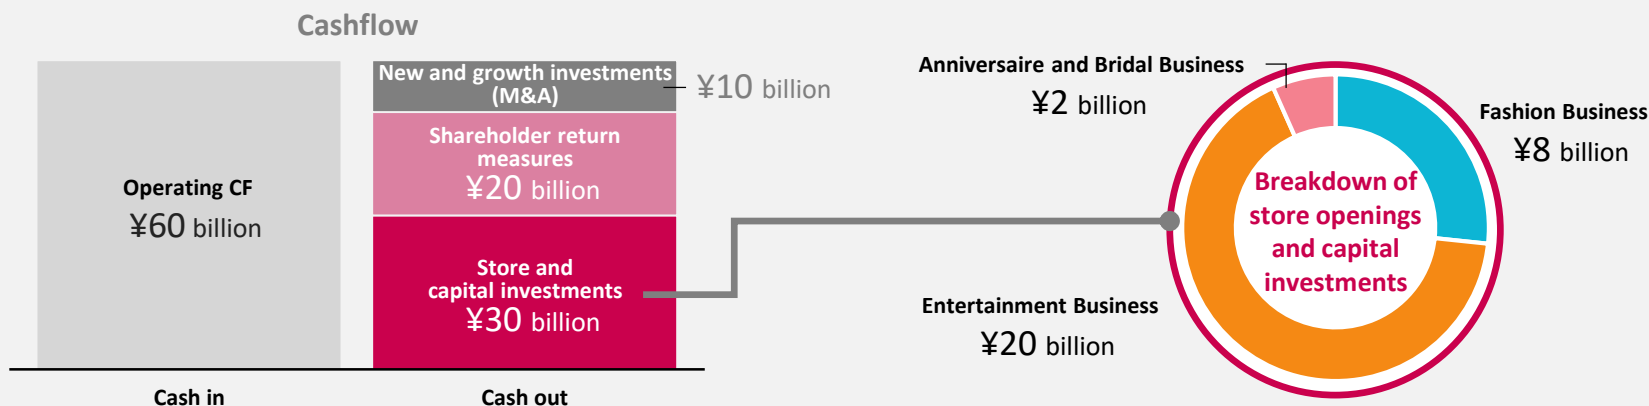 Cashflow
New and growth investments
(M&A)
¥10 billion
Shareholder return
measures
¥20 billion
Operating CF
¥60 billion
Store and
capital investments
¥30 billion
Cash in
Cash out
Anniversaire and Bridal Business
¥2 billion
Fashion Business
¥8 billion
Breakdown of
store openings
and capital
investments
Entertainment Business
¥20 billion